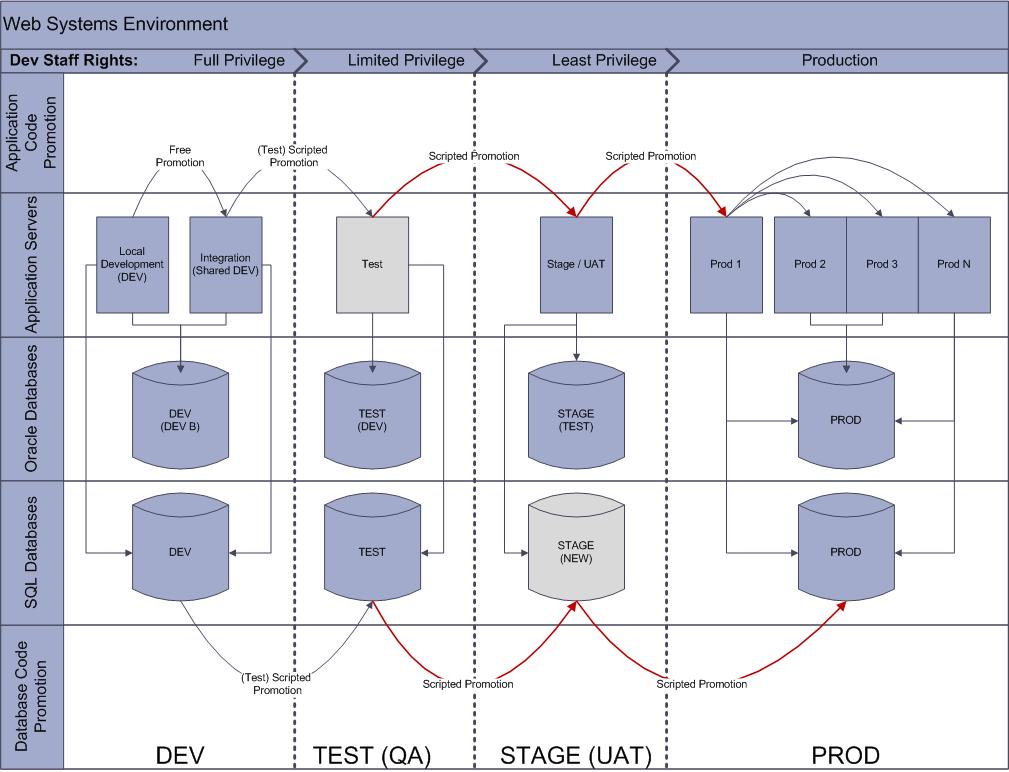 Web Systems Environment
Dev Staff Rights:
Full Privilege
Limited Privilege
Least Privilege
Production
Application
Code
Promotion
Free
Promotion
(Test) Scripted
Promotion
Scripted Promotion
Scripted Promotion
Application Servers
Local
Development
(DEV)
Integration
(Shared DEV)
Test
Stage / UAT
Prod 1
Prod 2
Prod 3
Prod N
Oracle Databases
DEV
(DEV B)
TEST
(DEV)
STAGE
(TEST)
PROD
SQL Databases
DEV
TEST
STAGE
(NEW)
PROD
Database Code
Promotion
(Test) Scripted
Promotion
Scripted Promotion
Scripted Promotion
DEV
TEST (QA)
STAGE (UAT)
PROD